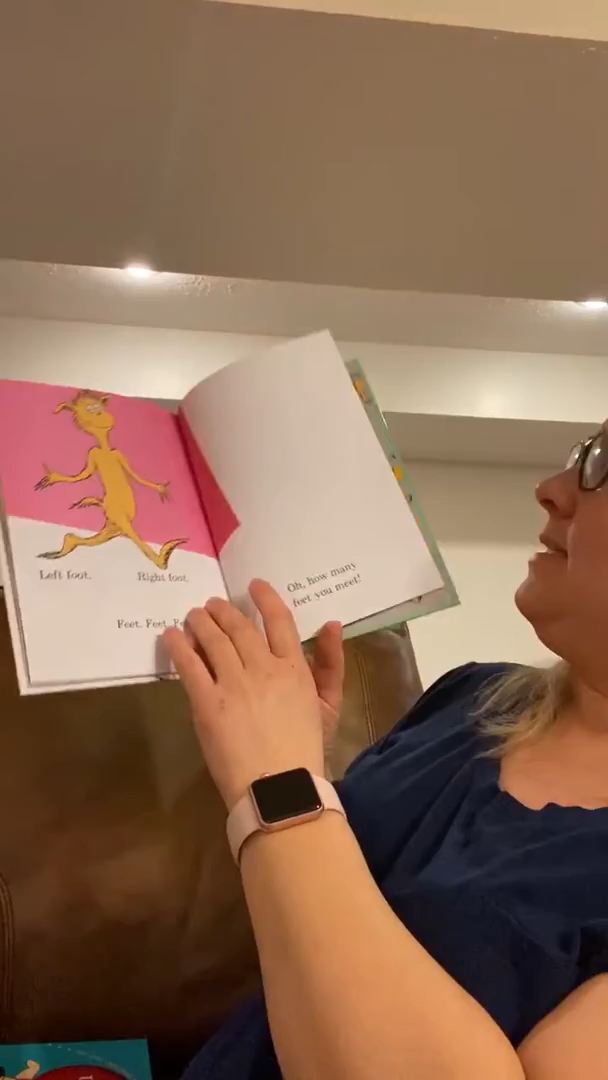 Left foot. Right foot.
Feet. Feet.
Oh, how many
feet you meet!